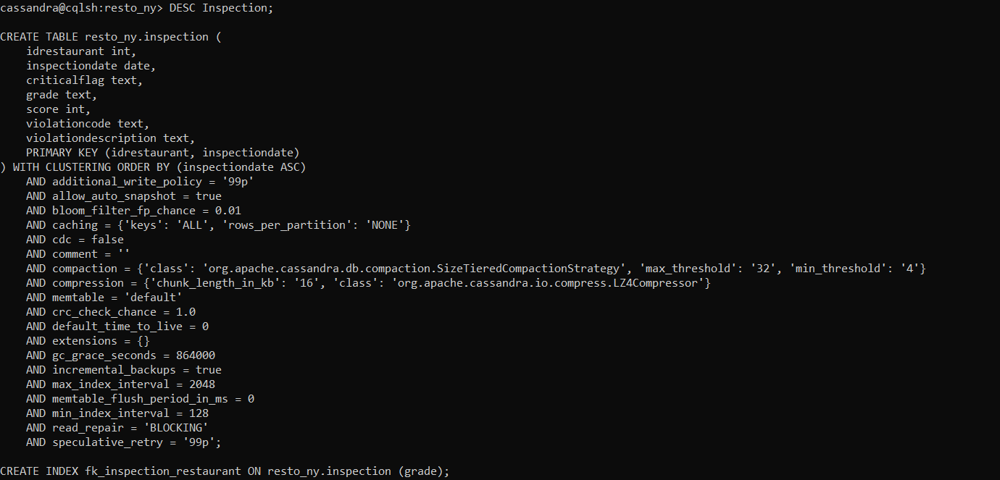 cassandra@cqlsh:resto_ny> DESC Inspection;
CREATE TABLE resto_ny.inspection (
    idrestaurant int,
    inspectiondate date,
    criticalflag text,
    grade text,
    score int,
    violationcode text,
    violationdescription text,
    PRIMARY KEY (idrestaurant, inspectiondate)
) WITH CLUSTERING ORDER BY (inspectiondate ASC)
    AND additional_write_policy = '99p'
    AND allow_auto_snapshot = true
    AND bloom_filter_fp_chance = 0.01
    AND caching = {'keys': 'ALL', 'rows_per_partition': 'NONE'}
    AND cdc = false
    AND comment = ''
    AND compaction = {'class': 'org.apache.cassandra.db.compaction.SizeTieredCompactionStrategy', 'max_threshold': '32', 'min_threshold': '4'}
    AND compression = {'chunk_length_in_kb': '16', 'class': 'org.apache.cassandra.io.compress.LZ4Compressor'}
    AND memtable = 'default'
    AND crc_check_chance = 1.0
    AND default_time_to_live = 0
    AND extensions = {}
    AND gc_grace_seconds = 864000
    AND incremental_backups = true
    AND max_index_interval = 2048
    AND memtable_flush_period_in_ms = 0
    AND min_index_interval = 128
    AND read_repair = 'BLOCKING'
    AND speculative_retry = '99p';
CREATE INDEX fk_inspection_restaurant ON resto_ny.inspection (grade);